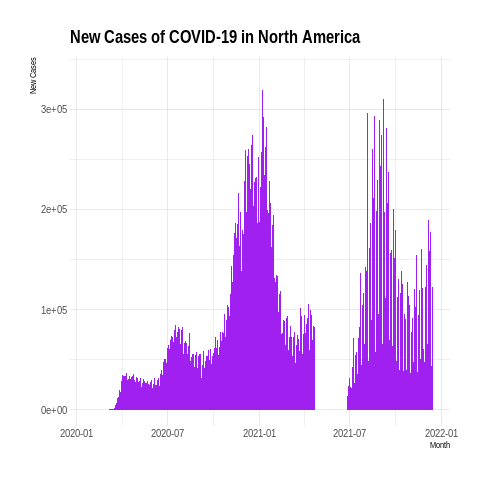 New Cases of COVID-19 in North America
New Cases
3e+05
2e+05
1e+05
0e+00
2020-01 2020-07 2021-01 2021-07 2022-01
Month